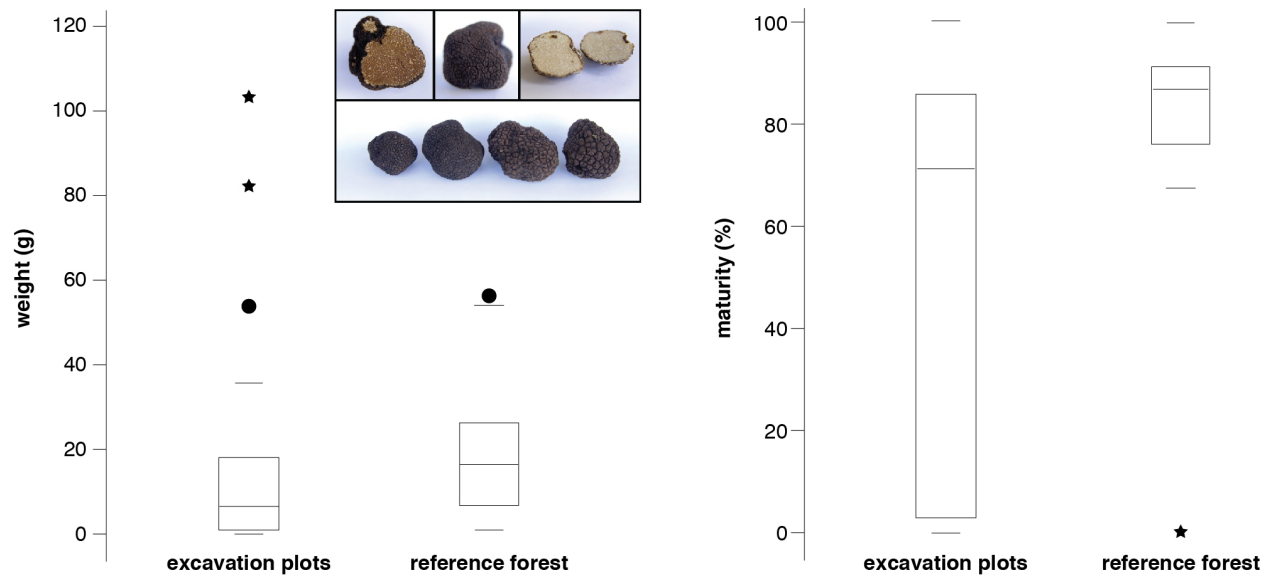 120
100
80
60
40
20
0
weight (g)
excavation plots
reference forest
100
80
60
40
20
0
maturity (%)
excavation plots
reference forest